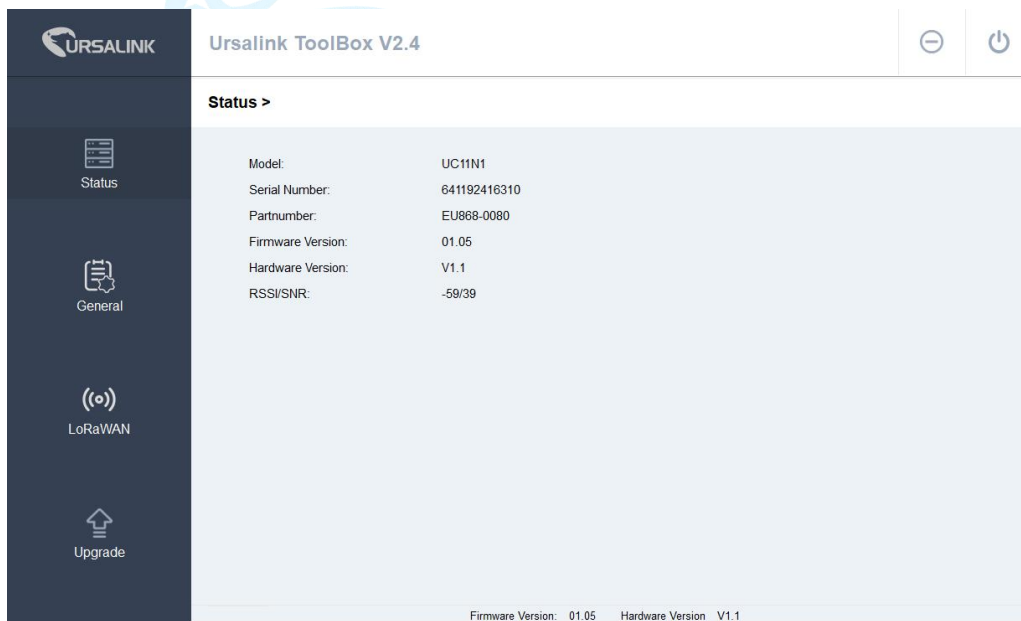 URSALINK
Ursalink ToolBox V2.4
Status >
Status
General
LoRaWAN
Upgrade
Model: UC11N1
Serial Number: 641192416310
Partnumber: EU868-0080
Firmware Version: 01.05
Hardware Version: V1.1
RSSI/SNR: -59/39
Firmware Version: 01.05 Hardware Version V1.1